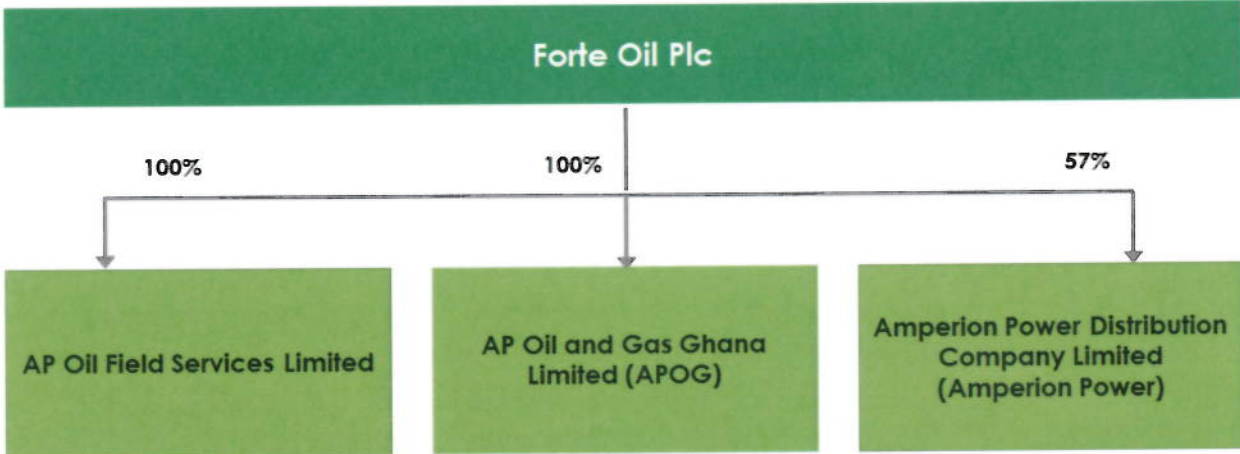 Forte Oil Plc
100%
100%
57%
AP Oil Field Services Limited
AP Oil and Gas Ghana
Limited (APOG)
Amperion Power Distribution
Company Limited
(Amperion Power)